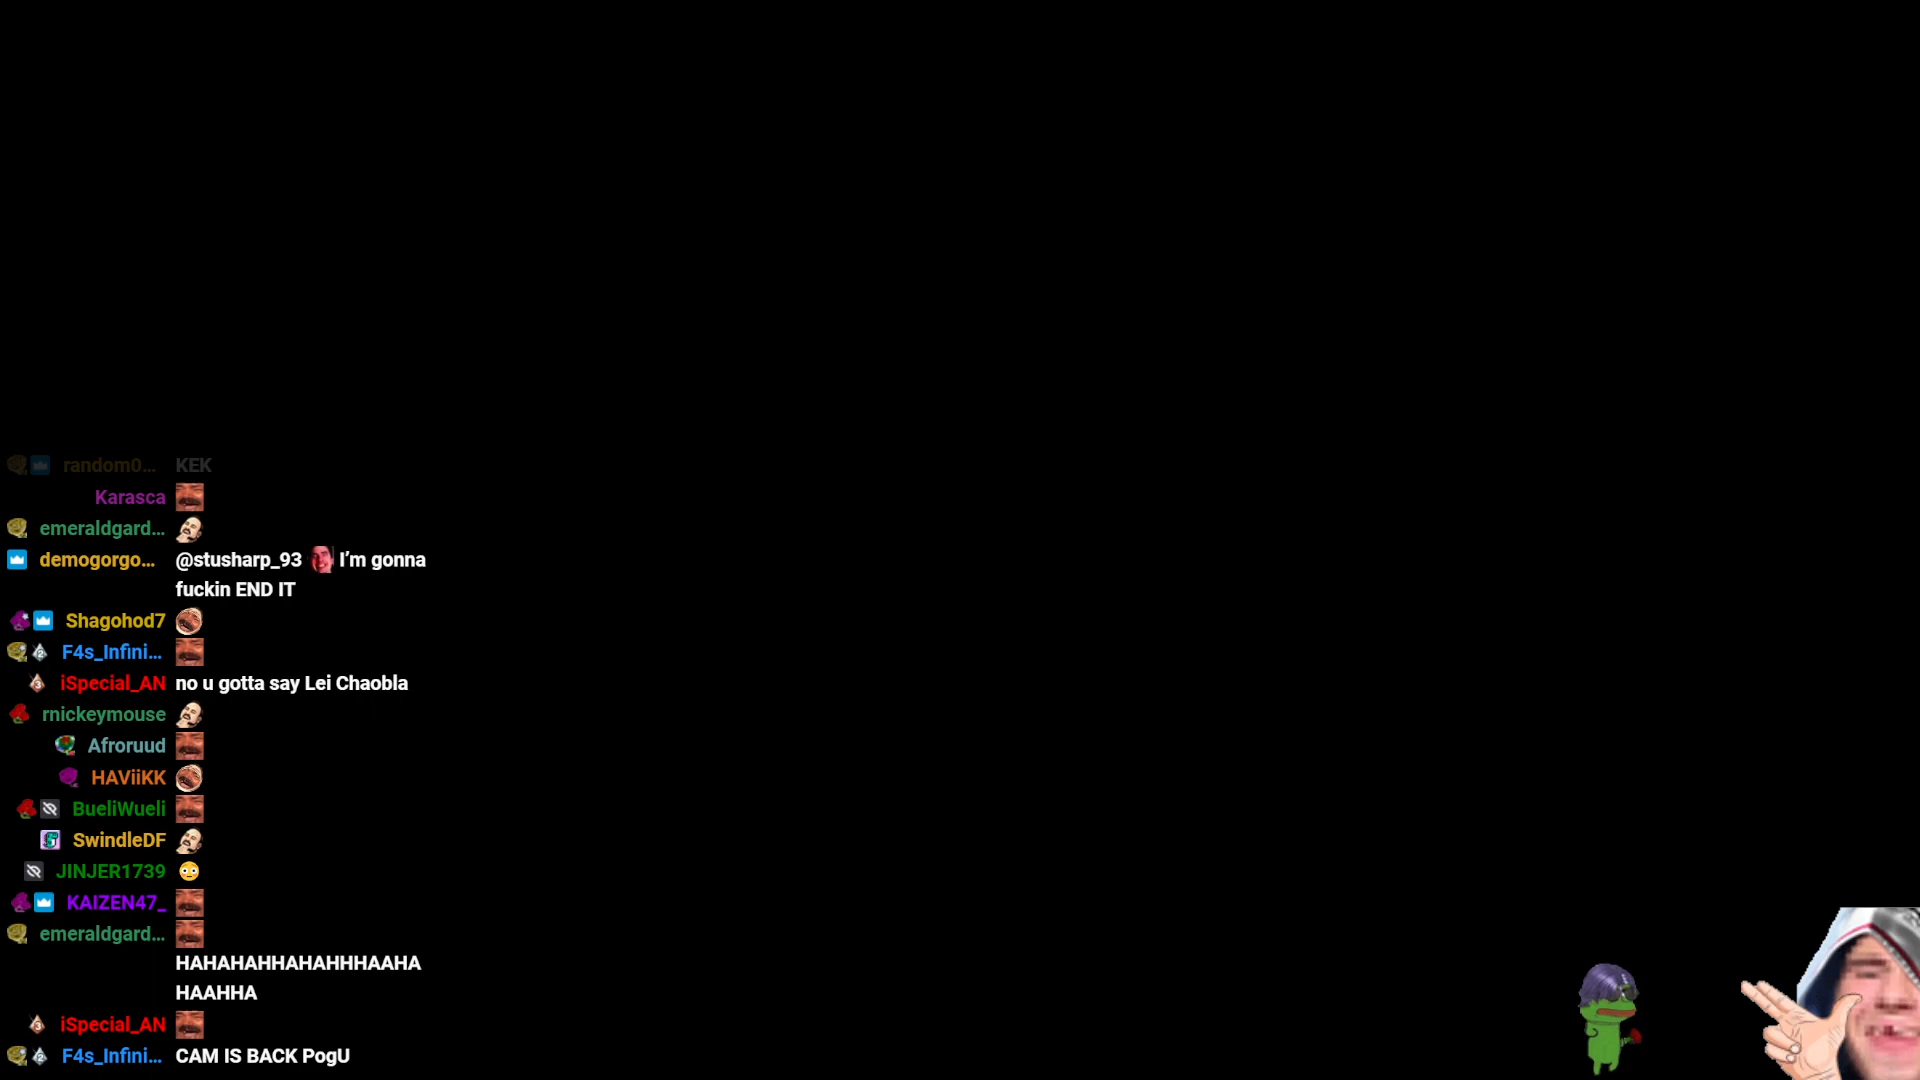 random0... KEK
Karasca
emeraldgard...
demogorgo... @stusharp_93 I’m gonna
fuckin END IT
Shagohod7
F4s_Infini...
iSpecial_AN no u gotta say Lei Chaobla
rnickeymouse
Afroruud
HAViiKK
BueliWueli
SwindleDF
JINJER1739
KAIZEN47_
emeraldgard...
HAHAHAHHAHAHHHAAHA
HAAHHA
iSpecial_AN
F4s_Infini... CAM IS BACK PogU